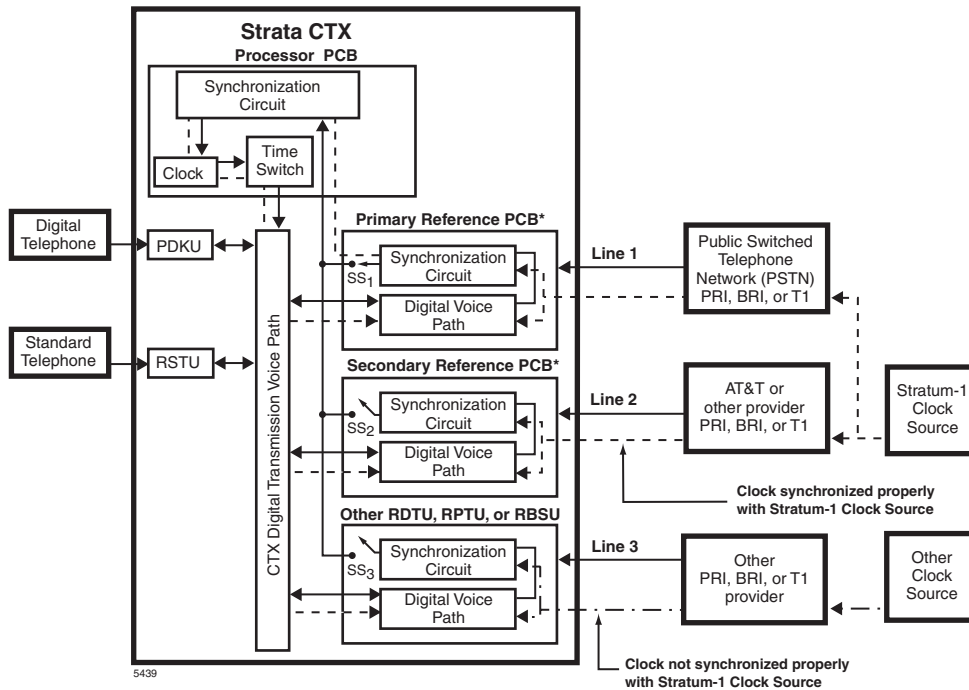 Strata CTX
Processor PCB
Synchronization
Circuit
Time
Switch
Clock
Digital
Telephone
PDKU
Standard
Telephone
RSTU
CTX Digital Transmission Voice Path
Primary Reference PCB*
SS1
Synchronization
Circuit
Digital Voice
Path
Line 1
Public Switched
Telephone
Network (PSTN)
PRI, BRI, or T1
Secondary Reference PCB*
SS2
Synchronization
Circuit
Digital Voice
Path
Line 2
AT&T or
other provider
PRI, BRI, or T1
Stratum-1
Clock
Source
Clock synchronized properly
with Stratum-1 Clock Source
Other RDTU, RPTU, or RBSU
SS3
Synchronization
Circuit
Digital Voice
Path
Line 3
Other
PRI, BRI, or T1
provider
Other
Clock
Source
Clock not synchronized properly
with Stratum-1 Clock Source
5439